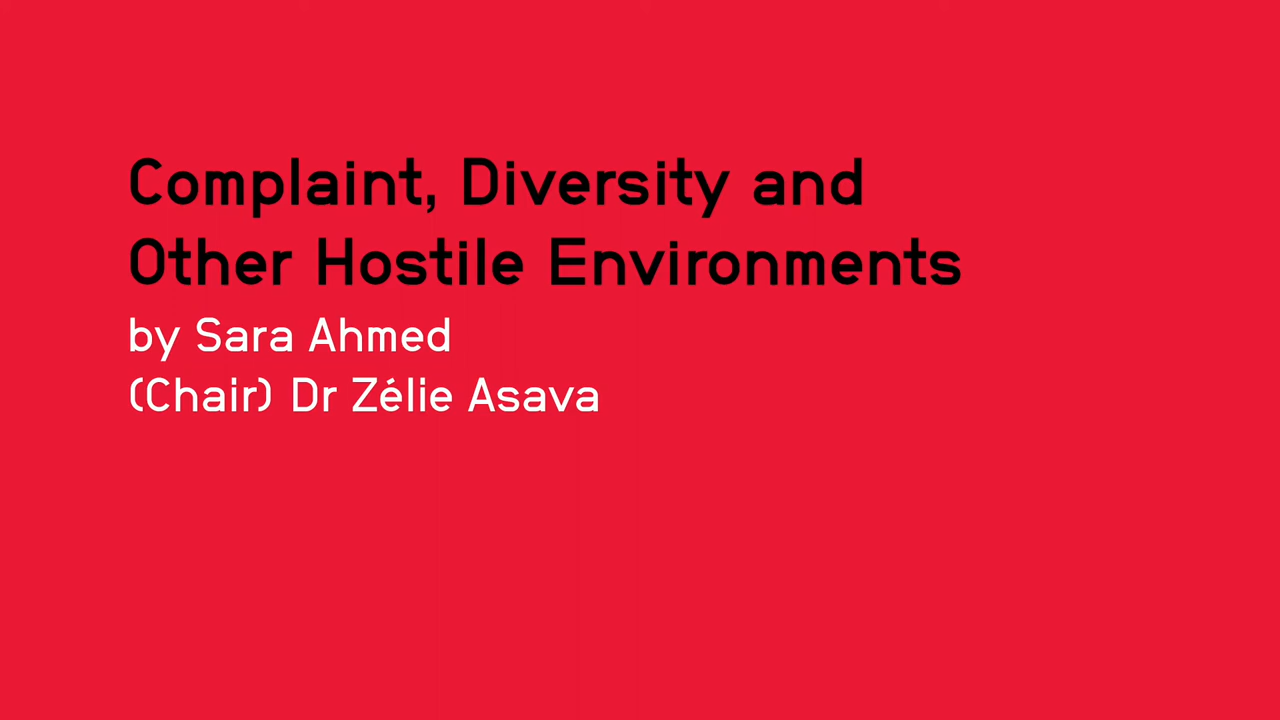 Complaint, Diversity and
Other Hostile Environments
by Sara Ahmed
(Chair) Dr Zélie Asava